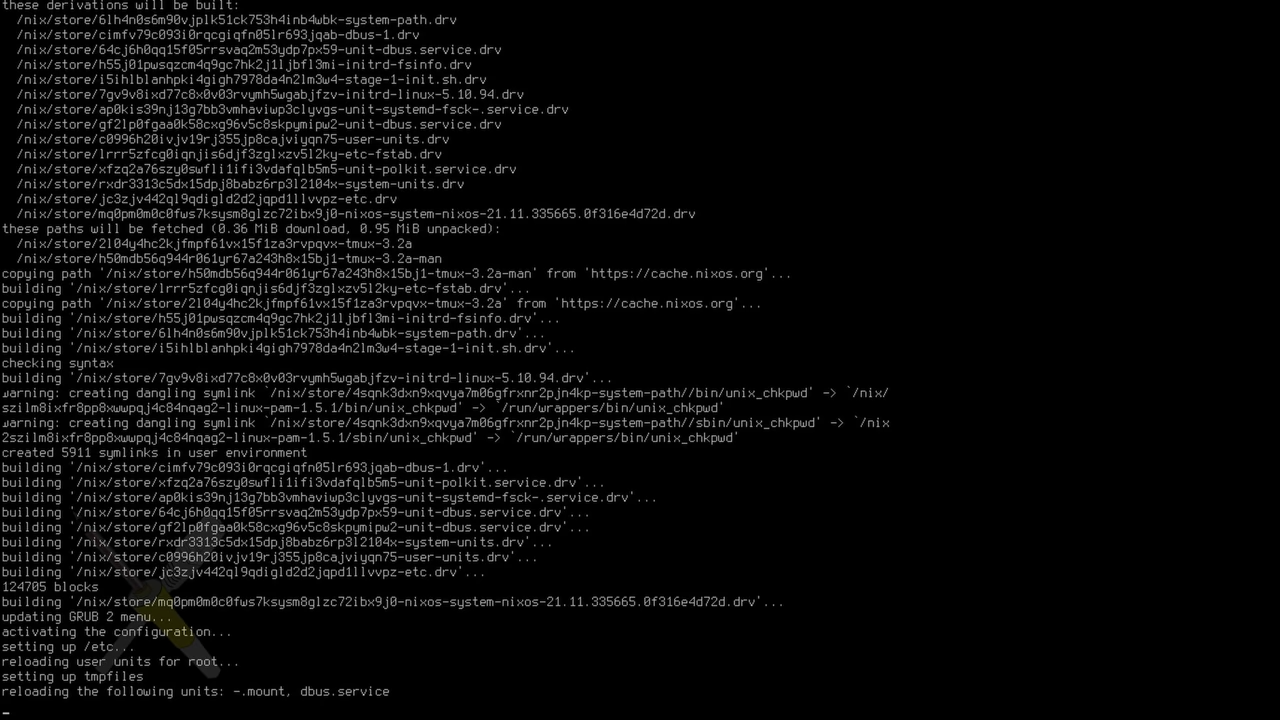 these derivations will be built:
/nix/store/6lh4n0s6m90vjplk51ck753h4inb4wbk-system-path.drv
/nix/store/cimfv79c093i0rqcgiqfn05lr693jqab-dbus-1.drv
/nix/store/64cj6h0qq15f05rrsvaq2m53ydp7px59-unit-dbus.service.drv
/nix/store/h55j01pwsqzcm4q9gc7hk2j1ljbfl3mi-initrd-fsinfo.drv
/nix/store/i5ihlblanhpki4gigh7978da4n2lm3w4-stage-1-init.sh.drv
/nix/store/7gv9v8ixd77c8x0v03rvymh5wgabjfzv-initrd-linux-5.10.94.drv
/nix/store/ap0kis39nj13g7bb3vmhaviwp3clyvgs-unit-systemd-fsck-.service.drv
/nix/store/gf2lp0fgaa0k58cxg96v5c8skpymipw2-unit-dbus.service.drv
/nix/store/c0996h20ivjv19rj355jp8cajviyqn75-user-units.drv
/nix/store/lrrr5zfcg0iqnjis6djf3zglxzv5l2ky-etc-fstab.drv
/nix/store/xfzq2a76szy0swfli1ifi3vdafqlb5m5-unit-polkit.service.drv
/nix/store/rxdr3313c5dx15dpj8babz6rp3l2104x-system-units.drv
/nix/store/jc3zjv442ql9qdigld2d2jqpd1llvvpz-etc.drv
/nix/store/mq0pm0m0c0fws7ksysm8glzc72ibx9j0-nixos-system-nixos-21.11.335665.0f316e4d72d.drv
these paths will be fetched (0.36 MiB download, 0.95 MiB unpacked):
/nix/store/2l04y4hc2kjfmpf61vx15f1za3rvpqvx-tmux-3.2a
/nix/store/h50mdb56q944r061yr67a243h8x15bj1-tmux-3.2a-man
copying path '/nix/store/h50mdb56q944r061yr67a243h8x15bj1-tmux-3.2a-man' from 'https://cache.nixos.org'...
building '/nix/store/lrrr5zfcg0iqnjis6djf3zglxzv5l2ky-etc-fstab.drv'...
copying path '/nix/store/2l04y4hc2kjfmpf61vx15f1za3rvpqvx-tmux-3.2a' from 'https://cache.nixos.org'...
building '/nix/store/h55j01pwsqzcm4q9gc7hk2j1ljbfl3mi-initrd-fsinfo.drv'...
building '/nix/store/6lh4n0s6m90vjplk51ck753h4inb4wbk-system-path.drv'...
building '/nix/store/i5ihlblanhpki4gigh7978da4n2lm3w4-stage-1-init.sh.drv'...
checking syntax
building '/nix/store/7gv9v8ixd77c8x0v03rvymh5wgabjfzv-initrd-linux-5.10.94.drv'...
warning: creating dangling symlink `/nix/store/4sqnk3dxn9xqvya7m06gfrxnr2pjn4kp-system-path//bin/unix_chkpwd' -> `/nix/
szilm8ixfr8pp8xwwpqj4c84nqag2-linux-pam-1.5.1/bin/unix_chkpwd' -> `/run/wrappers/bin/unix_chkpwd'
warning: creating dangling symlink `/nix/store/4sqnk3dxn9xqvya7m06gfrxnr2pjn4kp-system-path//sbin/unix_chkpwd' -> `/nix
2szilm8ixfr8pp8xwwpqj4c84nqag2-linux-pam-1.5.1/sbin/unix_chkpwd' -> `/run/wrappers/bin/unix_chkpwd'
created 5911 symlinks in user environment
building '/nix/store/cimfv79c093i0rqcgiqfn05lr693jqab-dbus-1.drv'...
building '/nix/store/xfzq2a76szy0swfli1ifi3vdafqlb5m5-unit-polkit.service.drv'...
building '/nix/store/ap0kis39nj13g7bb3vmhaviwp3clyvgs-unit-systemd-fsck-.service.drv'...
building '/nix/store/64cj6h0qq15f05rrsvaq2m53ydp7px59-unit-dbus.service.drv'...
building '/nix/store/gf2lp0fgaa0k58cxg96v5c8skpymipw2-unit-dbus.service.drv'...
building '/nix/store/rxdr3313c5dx15dpj8babz6rp3l2104x-system-units.drv'...
building '/nix/store/c0996h20ivjv19rj355jp8cajviyqn75-user-units.drv'...
building '/nix/store/jc3zjv442ql9qdigld2d2jqpd1llvvpz-etc.drv'...
124705 blocks
building '/nix/store/mq0pm0m0c0fws7ksysm8glzc72ibx9j0-nixos-system-nixos-21.11.335665.0f316e4d72d.drv'...
updating GRUB 2 menu...
activating the configuration...
setting up /etc...
reloading user units for root...
setting up tmpfiles
reloading the following units: -.mount, dbus.service